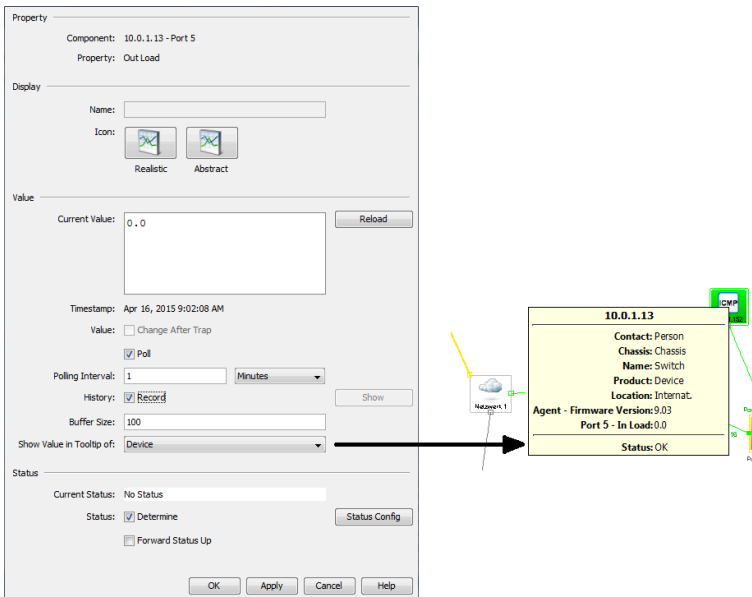 Property
Component: 10.0.1.13 - Port 5
Property: Out Load
Display
Name:
Icon:
Realistic Abstract
Value
Current Value: 0.0 Reload
Timestamp: Apr 16, 2015 9:02:08 AM
Value: Change After Trap
Poll
Polling Interval: 1 Minutes
History: Record Show
Buffer Size: 100
Show Value in Tooltip of: Device
Status
Current Status: No Status
Status: Determine Status Config
Forward Status Up
OK Apply Cancel Help
Netzwerk 1
ICMP
10.0.1.13
Contact: Person
Chassis: Chassis
Name: Switch
Product: Device
Location: Internat.
Agent - Firmware Version: 9.03
Port 5 - In Load: 0.0
Status: OK